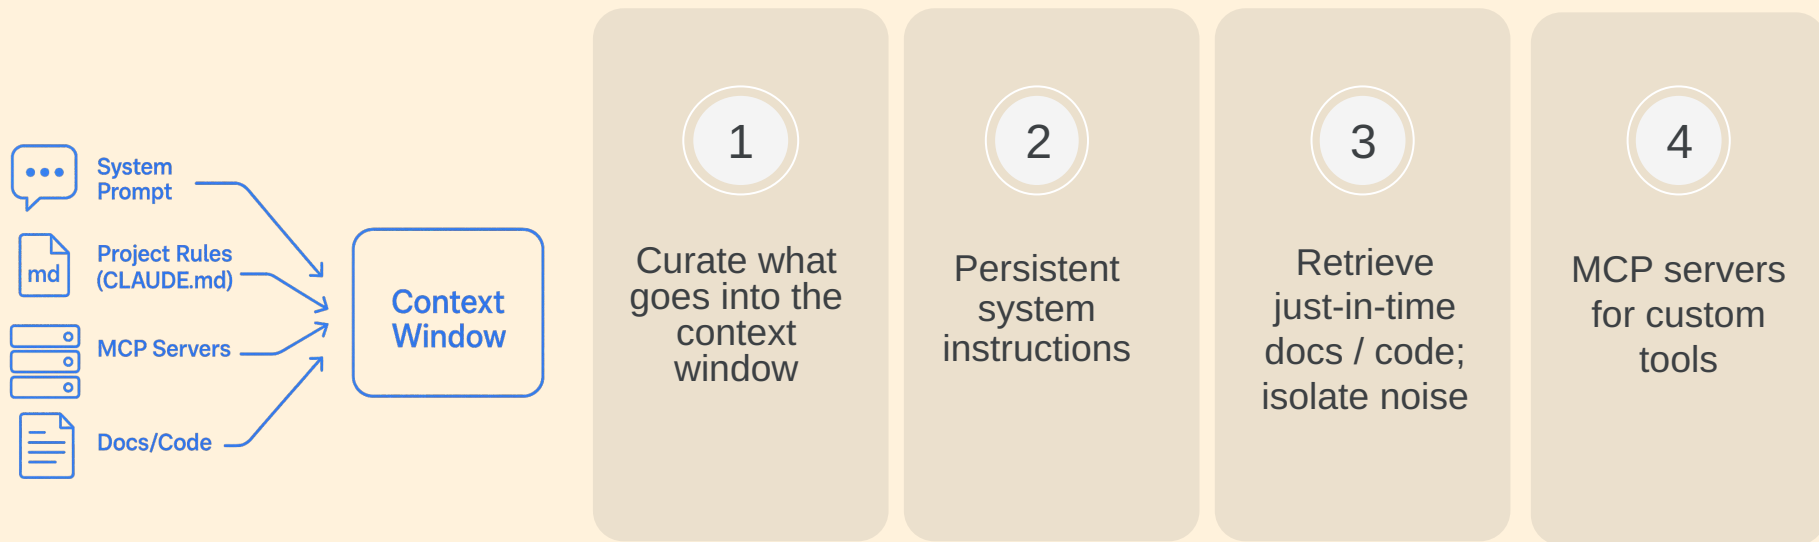 System
Prompt
md
Project Rules
(CLAUDE.md)
MCP Servers
Docs/Code
Context
Window
1
Curate what
goes into the
context
window
2
Persistent
system
instructions
3
Retrieve
just-in-time
docs / code;
isolate noise
4
MCP servers
for custom
tools